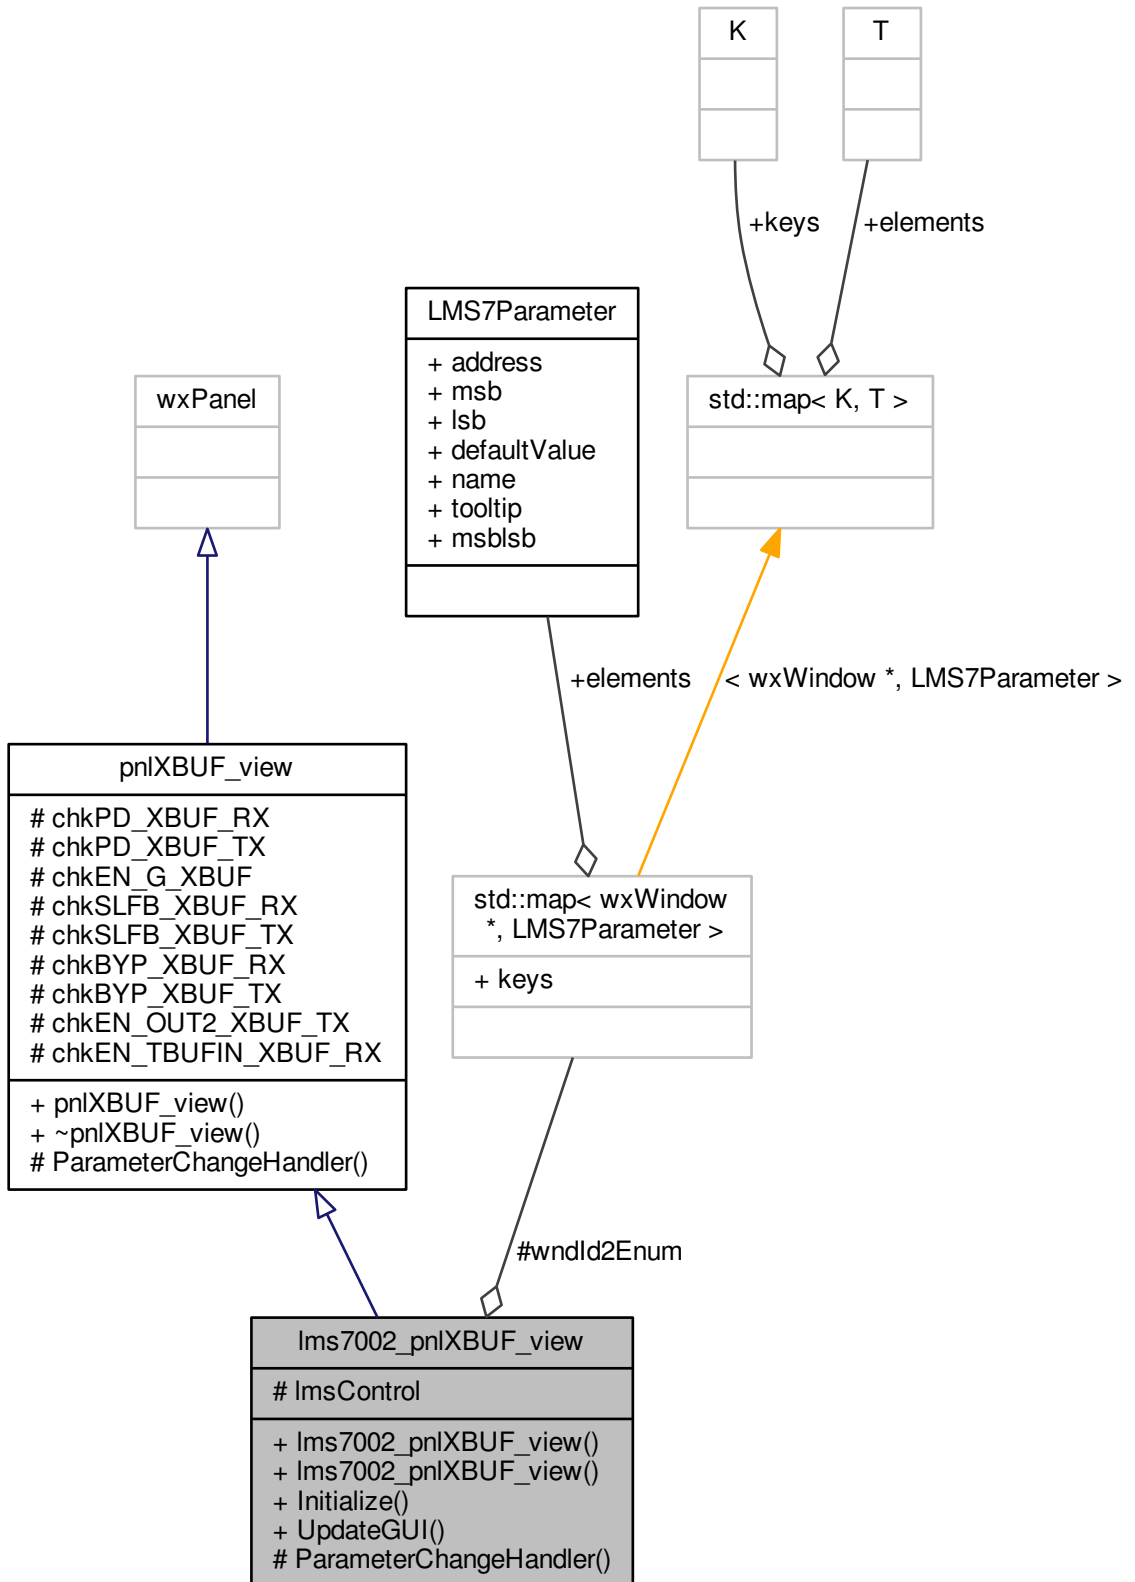 K
T
+keys
+elements
LMS7Parameter
+ address
+ msb
+ lsb
+ defaultValue
+ name
+ tooltip
+ msblsb
wxPanel
std::map< K, T >
+elements
< wxWindow *, LMS7Parameter >
pnlXBUF_view
# chkPD_XBUF_RX
# chkPD_XBUF_TX
# chkEN_G_XBUF
# chkSLFB_XBUF_RX
# chkSLFB_XBUF_TX
# chkBYP_XBUF_RX
# chkBYP_XBUF_TX
# chkEN_OUT2_XBUF_TX
# chkEN_TBUFIN_XBUF_RX
+ pnlXBUF_view()
+ ~pnlXBUF_view()
# ParameterChangeHandler()
std::map< wxWindow
*, LMS7Parameter >
+ keys
#wndId2Enum
lms7002_pnlXBUF_view
# lmsControl
+ lms7002_pnlXBUF_view()
+ lms7002_pnlXBUF_view()
+ Initialize()
+ UpdateGUI()
# ParameterChangeHandler()